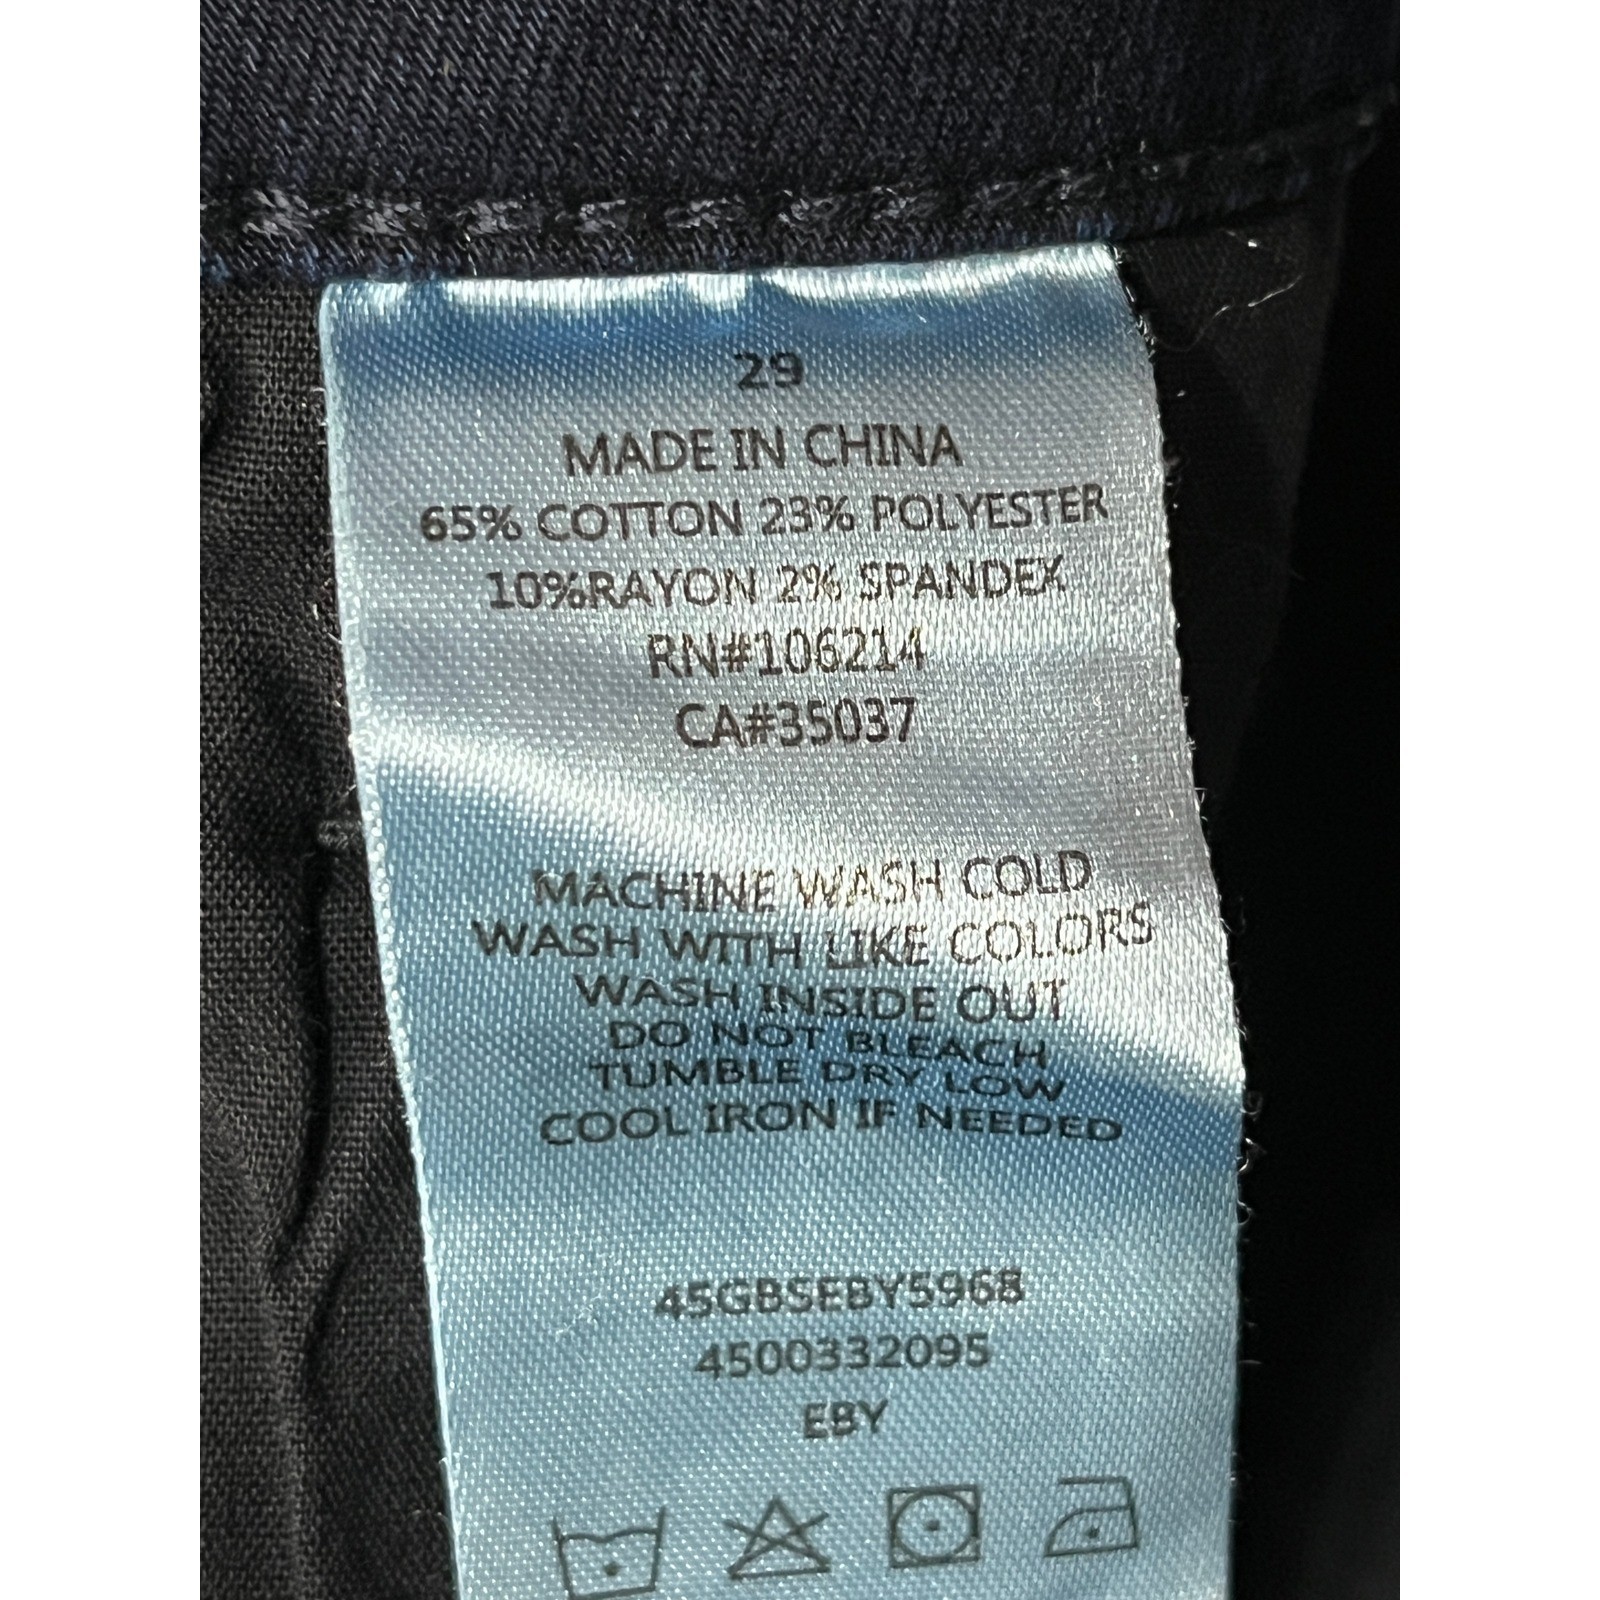 29
MADE IN CHINA
65% COTTON 23% POLYESTER
10%RAYON 2% SPANDEX
RN#106214
CA#35037
MACHINE WASH COLD
WASH WITH LIKE COLORS
WASH INSIDE OUT
DO NOT BLEACH
TUMBLE DRY LOW
COOL IRON IF NEEDED
45GBSEBY5968
4500332095
EBY